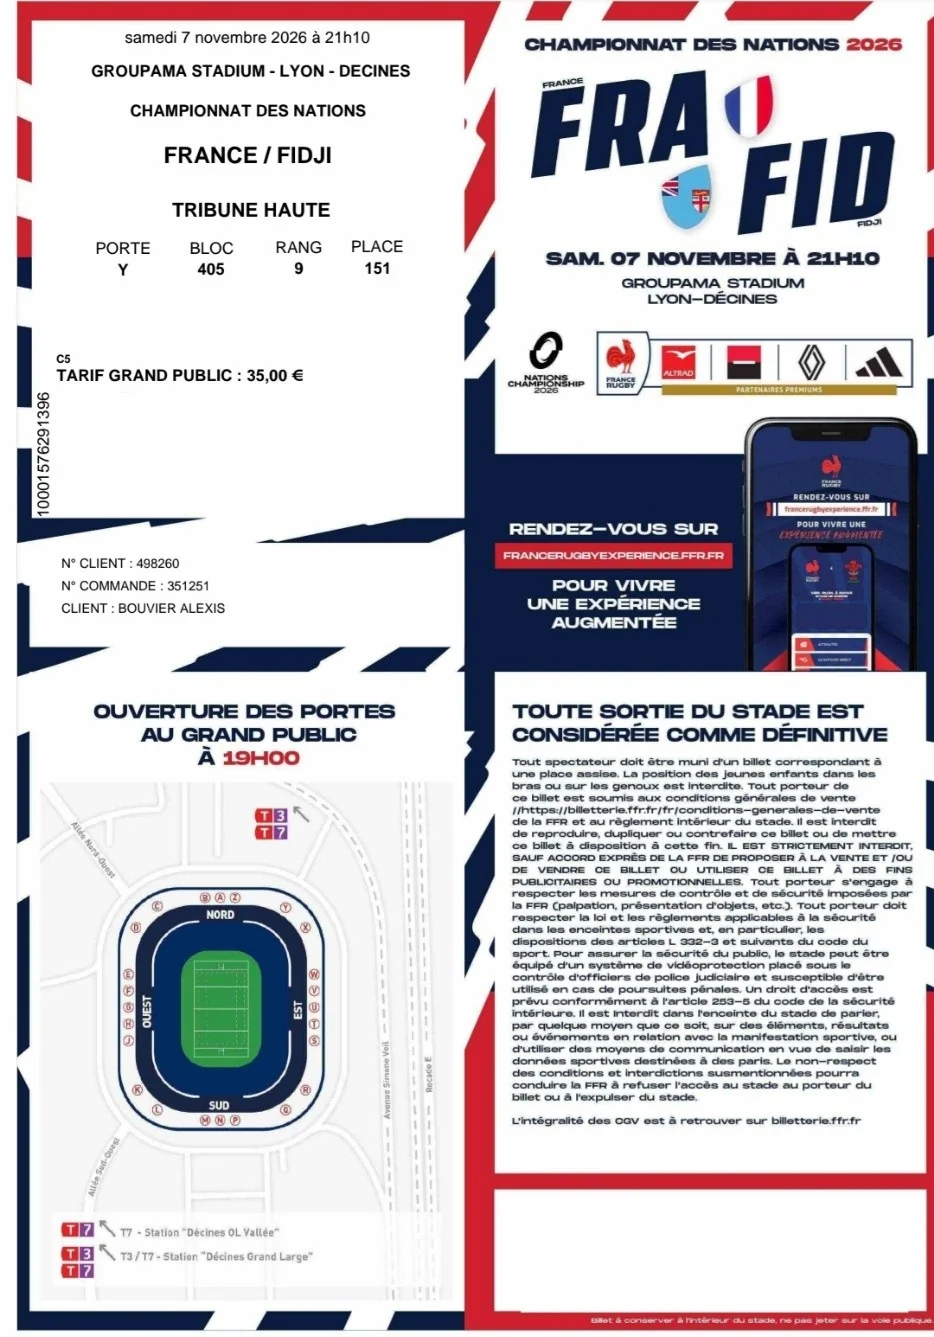 samedi 7 novembre 2026 à 21h10
GROUPAMA STADIUM - LYON - DECINES
CHAMPIONNAT DES NATIONS
FRANCE / FIDJI
TRIBUNE HAUTE
PORTE BLOC RANG PLACE
Y 405 9 151
C5
TARIF GRAND PUBLIC : 35,00 €
10001576291396
N° CLIENT : 498260
N° COMMANDE : 351251
CLIENT : BOUVIER ALEXIS
CHAMPIONNAT DES NATIONS 2026
FRANCE
FRA
FID
FIDJI
SAM. 07 NOVEMBRE À 21H10
GROUPAMA STADIUM
LYON-DÉCINES
NATIONS
CHAMPIONSHIP
2026
FRANCE
RUGBY
ALTRAD
PARTENAIRES PREMIUMS
RENDEZ-VOUS SUR
FRANCERUGBYEXPERIENCE.FFR.FR
POUR VIVRE
UNE EXPÉRIENCE
AUGMENTÉE
FRANCE
RUGBY
RENDEZ-VOUS SUR
francerugbyexperience.ffr.fr
POUR VIVRE UNE
EXPÉRIENCE AUGMENTÉE
OUVERTURE DES PORTES
AU GRAND PUBLIC
À 19H00
T 3
T 7
Allée Nord-Ouest
B A Z
C Y
NORD
D X
E W
F V
G U
H T
J S
OUEST
EST
K R
SUD
L Q
M N P
Avenue Simone Veil
Rocade E
Allée Sud-Ouest
T 7 T7 - Station "Décines OL Vallée"
T 3 T3 / T7 - Station "Décines Grand Large"
T 7
TOUTE SORTIE DU STADE EST
CONSIDÉRÉE COMME DÉFINITIVE
Tout spectateur doit être muni d'un billet correspondant à
une place assise. La position des jeunes enfants dans les
bras ou sur les genoux est interdite. Tout porteur de
ce billet est soumis aux conditions générales de vente
//https://billetterie.ffr.fr/fr/conditions-generales-de-vente
de la FFR et au règlement intérieur du stade. Il est interdit
de reproduire, dupliquer ou contrefaire ce billet ou de mettre
ce billet à disposition à cette fin. IL EST STRICTEMENT INTERDIT,
SAUF ACCORD EXPRÈS DE LA FFR DE PROPOSER À LA VENTE ET /OU
DE VENDRE CE BILLET OU UTILISER CE BILLET À DES FINS
PUBLICITAIRES OU PROMOTIONNELLES. Tout porteur s'engage à
respecter les mesures de contrôle et de sécurité imposées par
la FFR (palpation, présentation d'objets, etc.). Tout porteur doit
respecter la loi et les règlements applicables à la sécurité
dans les enceintes sportives et, en particulier, les
dispositions des articles L 332-3 et suivants du code du
sport. Pour assurer la sécurité du public, le stade peut être
équipé d'un système de vidéoprotection placé sous le
contrôle d'officiers de police judiciaire et susceptible d'être
utilisé en cas de poursuites pénales. Un droit d'accès est
prévu conformément à l'article 253-5 du code de la sécurité
intérieure. Il est interdit dans l'enceinte du stade de parier,
par quelque moyen que ce soit, sur des éléments, résultats
ou événements en relation avec la manifestation sportive, ou
d'utiliser des moyens de communication en vue de saisir les
données sportives destinées à des paris. Le non-respect
des conditions et interdictions susmentionnées pourra
conduire la FFR à refuser l'accès au stade au porteur du
billet ou à l'expulser du stade.
L'intégralité des CGV est à retrouver sur billetterie.ffr.fr
Billet à conserver à l'intérieur du stade, ne pas jeter sur la voie publique.